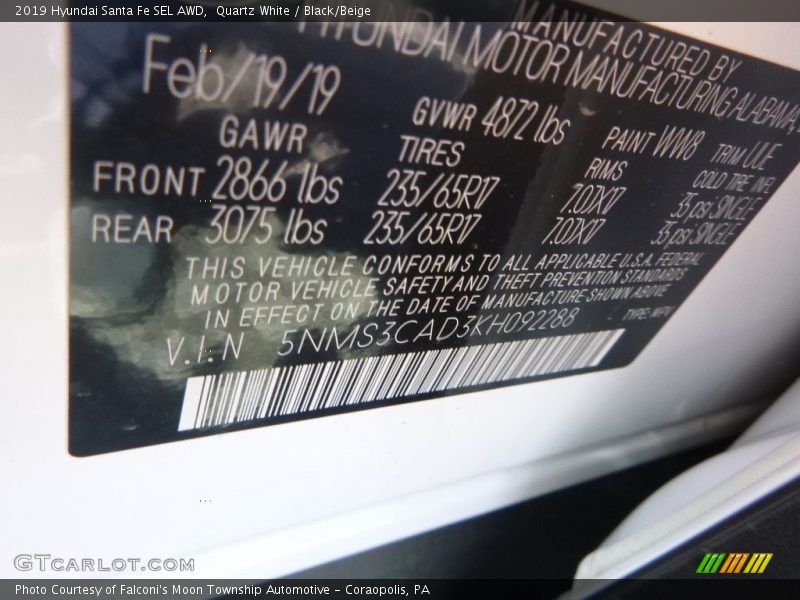 2019 Hyundai Santa Fe SEL AWD, Quartz White / Black/Beige
MANUFACTURED BY
HYUNDAI MOTOR MANUFACTURING ALABAMA,
Feb/19/19
GVWR 4872 lbs
PAINT WW8 TRIM UUE
GAWR TIRES RIMS COLD TIRE INFL
FRONT 2866 lbs 235/65R17 7.0JX17 35 psi SINGLE
REAR 3075 lbs 235/65R17 7.0JX17 35 psi SINGLE
THIS VEHICLE CONFORMS TO ALL APPLICABLE U.S.A. FEDERAL
MOTOR VEHICLE SAFETY AND THEFT PREVENTION STANDARDS
IN EFFECT ON THE DATE OF MANUFACTURE SHOWN ABOVE.
V.I.N 5NMS3CAD3KH092288 TYPE: MPV
GTCARLOT.COM
Photo Courtesy of Falconi's Moon Township Automotive - Coraopolis, PA